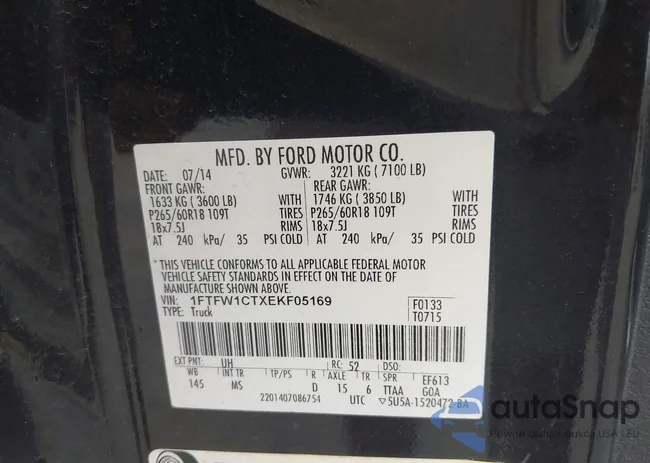 MFD. BY FORD MOTOR CO.
DATE: 07/14 GVWR: 3221 KG ( 7100 LB)
FRONT GAWR: REAR GAWR:
1633 KG ( 3600 LB) WITH 1746 KG ( 3850 LB) WITH
P265/60R18 109T TIRES P265/60R18 109T TIRES
18x7.5J RIMS 18x7.5J RIMS
AT 240 kPa/ 35 PSI COLD AT 240 kPa/ 35 PSI COLD
*THIS VEHICLE CONFORMS TO ALL APPLICABLE FEDERAL MOTOR
VEHICLE SAFETY STANDARDS IN EFFECT ON THE DATE OF
MANUFACTURE SHOWN ABOVE.
VIN: 1FTFW1CTXEKF05169 F0133
TYPE: Truck T0715
EXT PNT: UH RC: 52 DSO:
WB INT TR TP/PS R AXLE TR SPR EF613
145 MS D 15 6 TTAA GOA
2201407086754 UTC ▽5U5A-1520472-BA
autoSnap